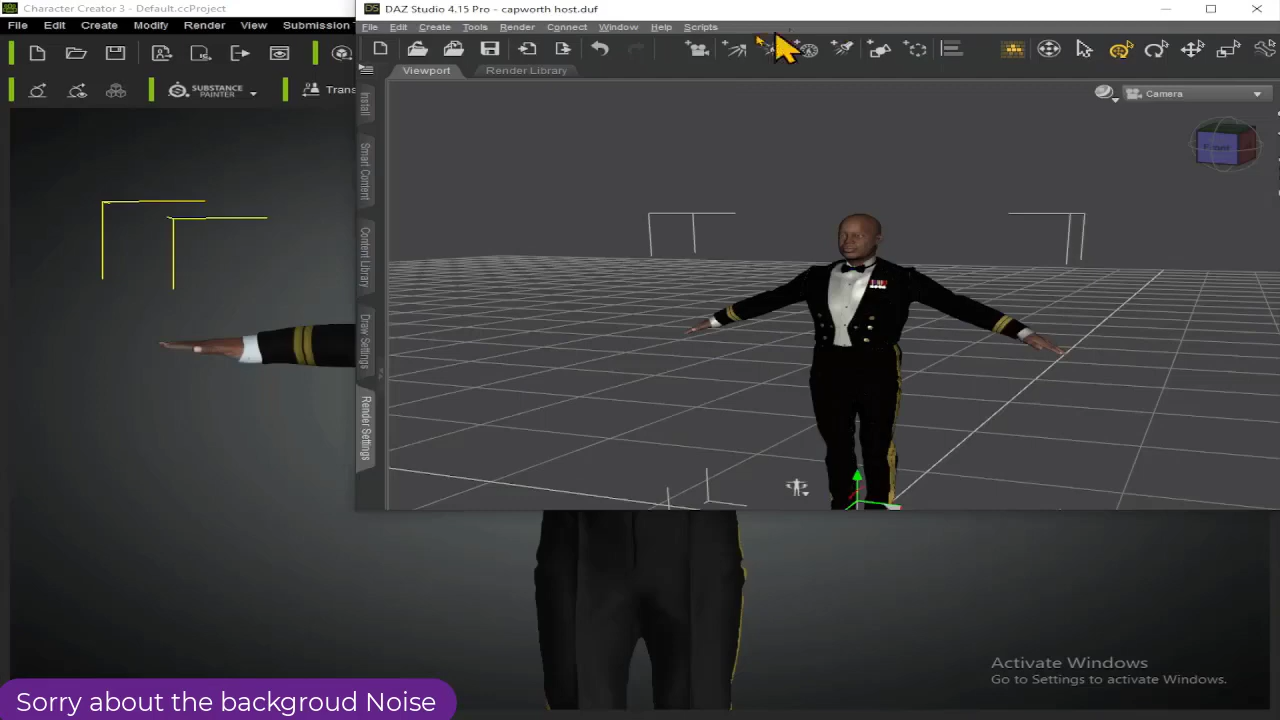 Character Creator 3 - Default.ccProject
File Edit Create Modify Render View Submission T
SUBSTANCE PAINTER
Trans
DS DAZ Studio 4.15 Pro - capworth host.duf
File Edit Create Tools Render Connect Window Help Scripts
Viewport Render Library
Install
Smart Content
Content Library
Draw Settings
Render Settings
Camera
Front
Activate Windows
Go to Settings to activate Windows.
Sorry about the backgroud Noise